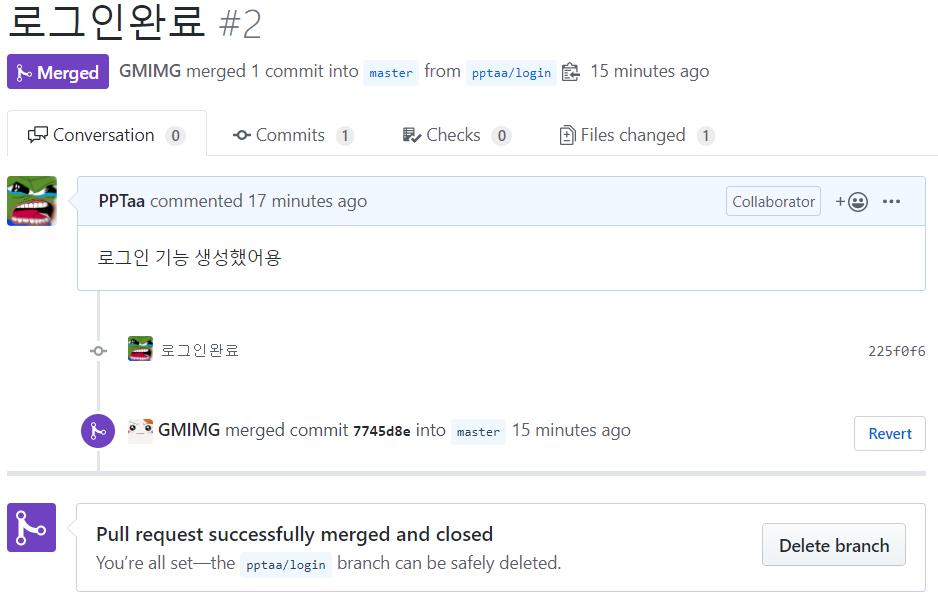 로그인완료 #2
Merged GMIMG merged 1 commit into master from pptaa/login 15 minutes ago
Conversation 0 Commits 1 Checks 0 Files changed 1
PPTaa commented 17 minutes ago Collaborator +
로그인 기능 생성했어용
로그인완료 225f0f6
GMIMG merged commit 7745d8e into master 15 minutes ago Revert
Pull request successfully merged and closed
You're all set—the pptaa/login branch can be safely deleted.
Delete branch